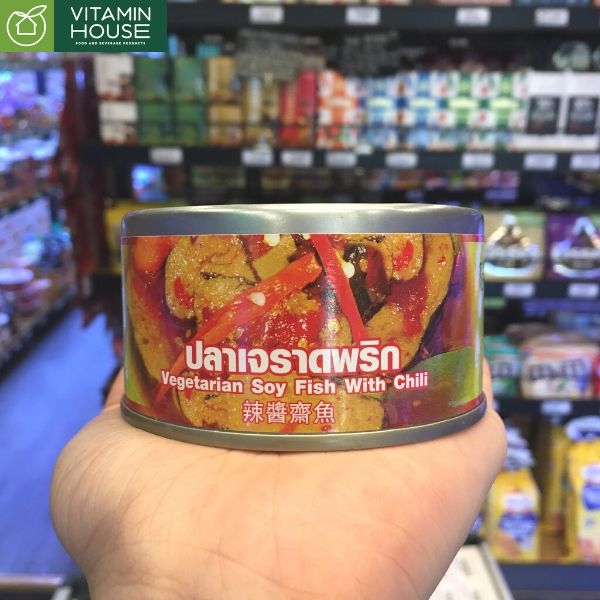 VITAMIN
HOUSE
FOOD AND BEVERAGE PRODUCTS
ปลาเจราดพริก
Vegetarian Soy Fish With Chili
辣醬齋魚